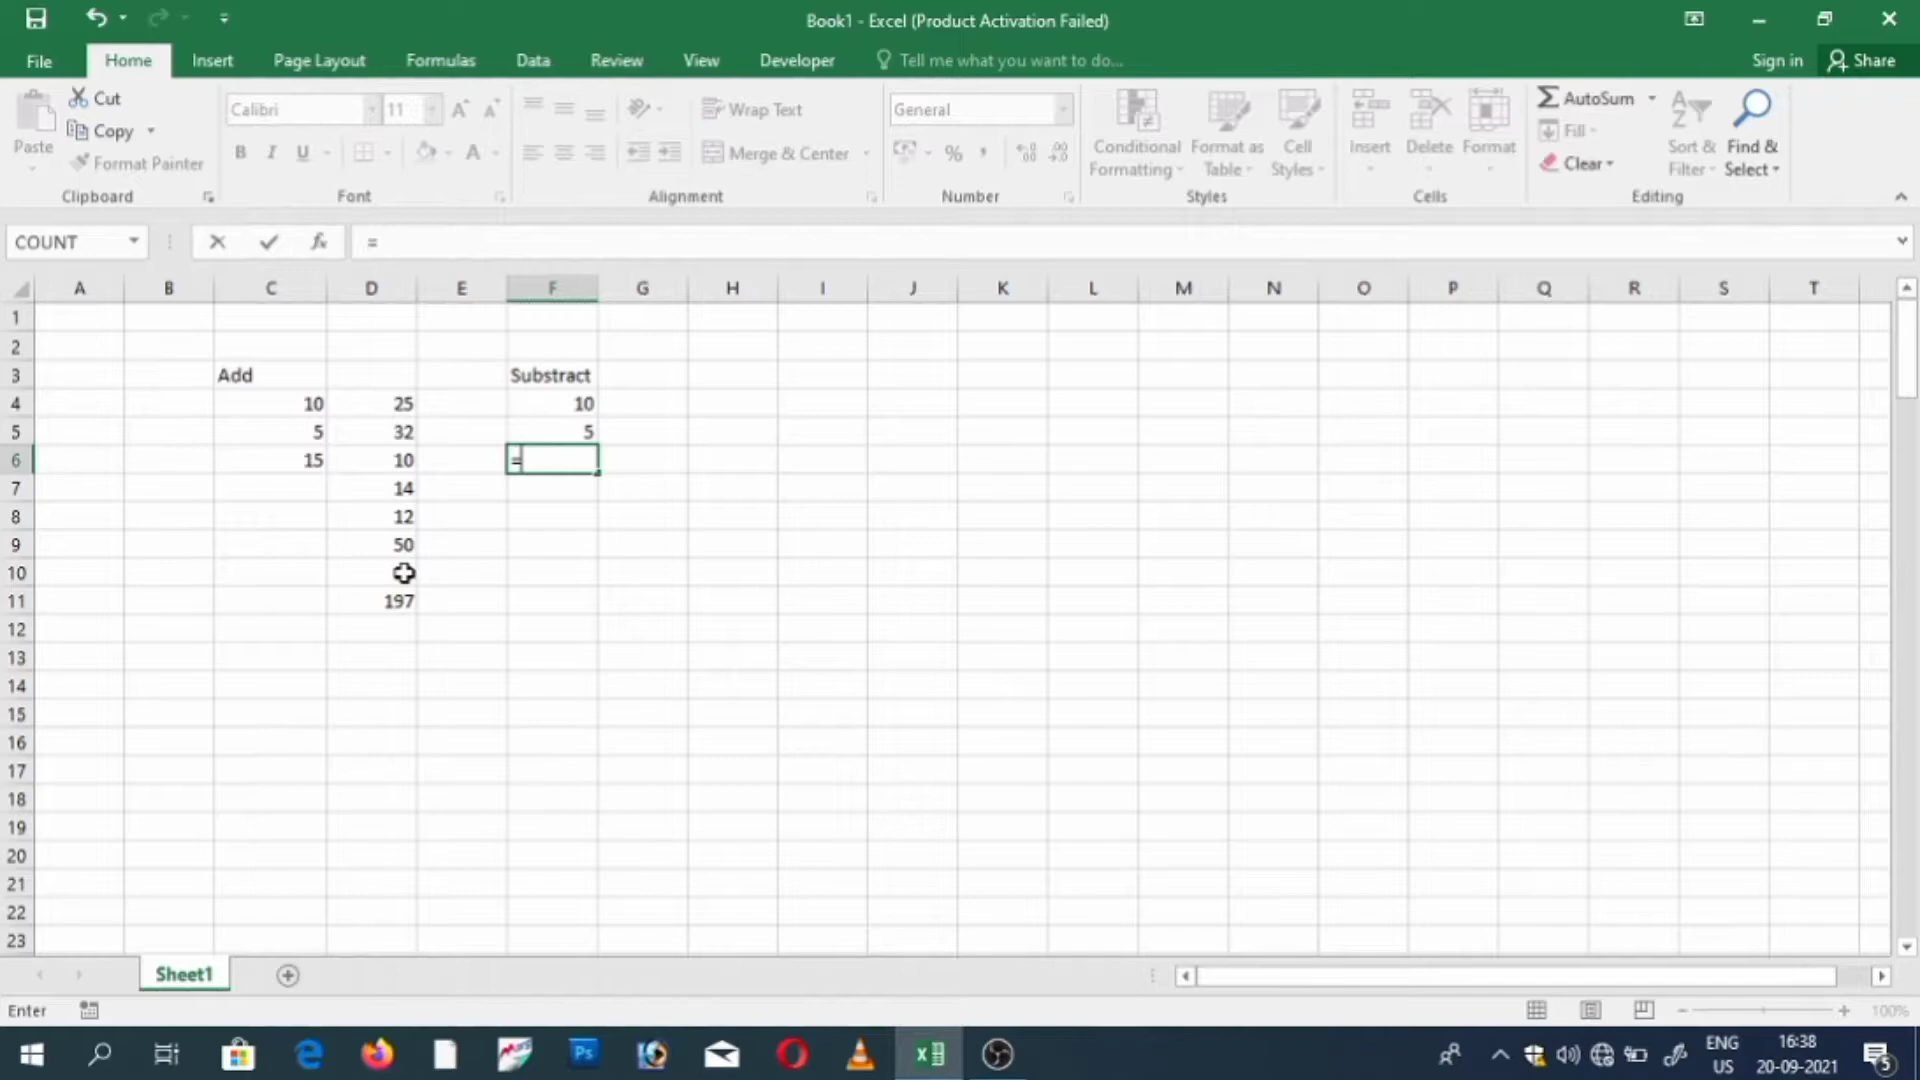 Book1 - Excel (Product Activation Failed)
File Home Insert Page Layout Formulas Data Review View Developer Tell me what you want to do... Sign in Share
Paste
Cut
Copy
Format Painter
Clipboard
Calibri 11
B I U A
Font
Wrap Text
Merge & Center
Alignment
General
%
Number
Conditional Formatting
Format as Table
Cell Styles
Styles
Insert Delete Format
Cells
AutoSum
Fill
Clear
Sort & Filter
Find & Select
Editing
COUNT fx =
A B C D E F G H I J K L M N O P Q R S T
1
2
3 Add Substract
4 10 25 10
5 5 32 5
6 15 10 =
7 14
8 12
9 50
10
11 197
12
13
14
15
16
17
18
19
20
21
22
23
Sheet1
Enter 100%
Ps
ENG
US
16:38
20-09-2021
5